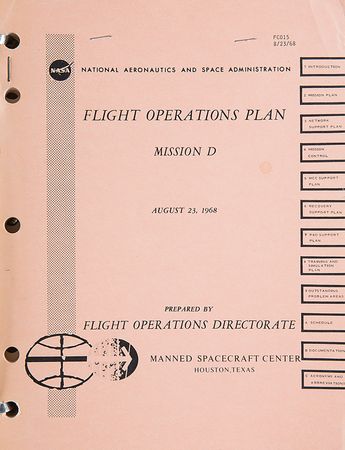 FC015
8/23/68
NASA
NATIONAL AERONAUTICS AND SPACE ADMINISTRATION
FLIGHT OPERATIONS PLAN
MISSION D
AUGUST 23, 1968
PREPARED BY
FLIGHT OPERATIONS DIRECTORATE
MANNED SPACECRAFT CENTER
HOUSTON, TEXAS
1 INTRODUCTION
2 MISSION PLAN
3 NETWORK
SUPPORT PLAN
4 MISSION
CONTROL
5 MCC SUPPORT
PLAN
6 RECOVERY
SUPPORT PLAN
7 PAO SUPPORT
PLAN
8 TRAINING AND
SIMULATION
PLAN
9 OUTSTANDING
PROBLEM AREAS
A SCHEDULE
B DOCUMENTATION
C ACRONYMS AND
ABBREVIATIONS